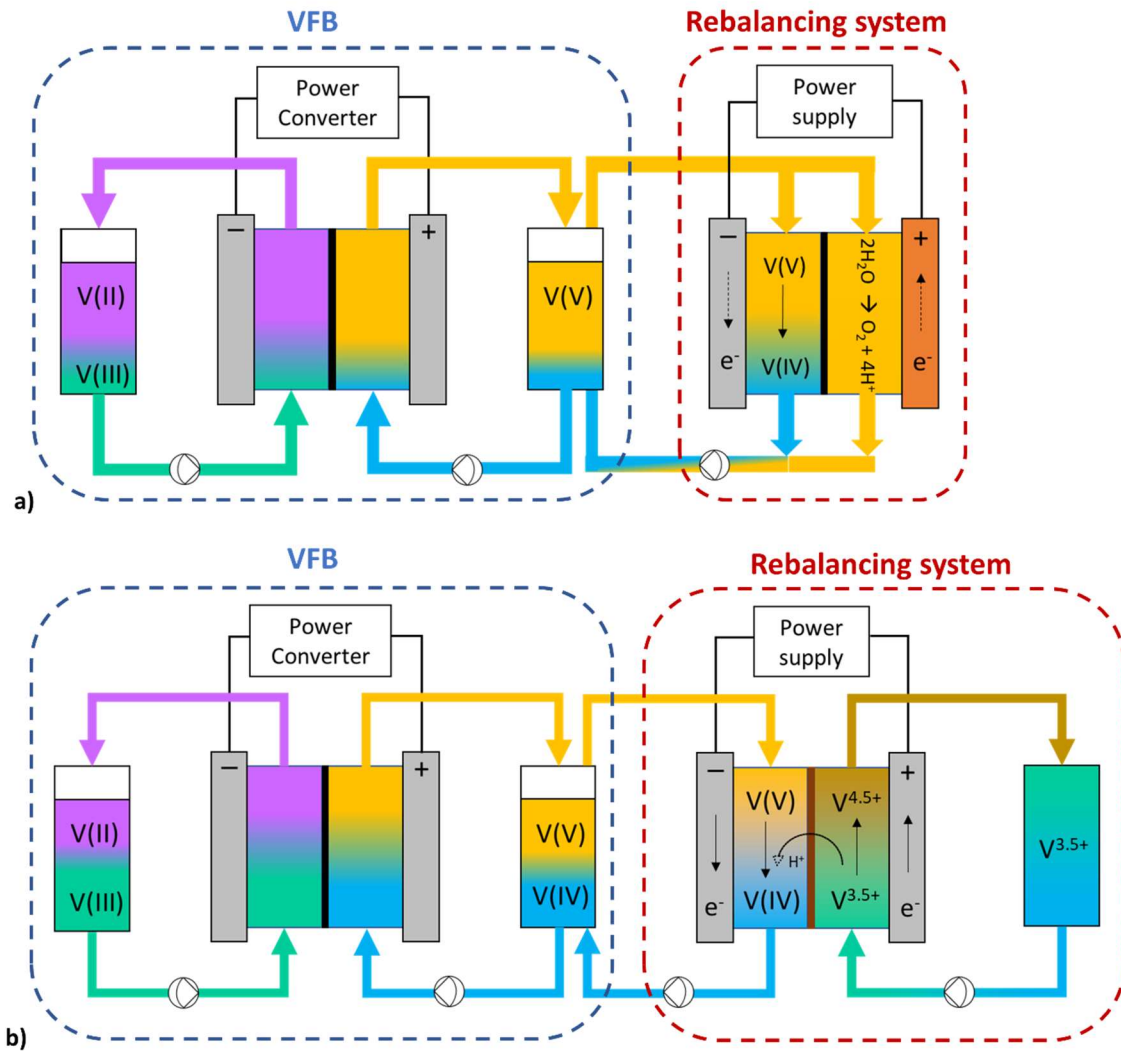 VFB
Rebalancing system
Power
Converter
Power
supply
−
+
−
+
V(II)
V(III)
V(V)
V(V)
V(IV)
2H₂O → O₂ + 4H⁺
e⁻
e⁻
a)
VFB
Rebalancing system
Power
Converter
Power
supply
−
+
−
+
V(II)
V(III)
V(V)
V(IV)
V(V)
V(IV)
H⁺
V⁴·⁵⁺
V³·⁵⁺
e⁻
e⁻
V³·⁵⁺
b)